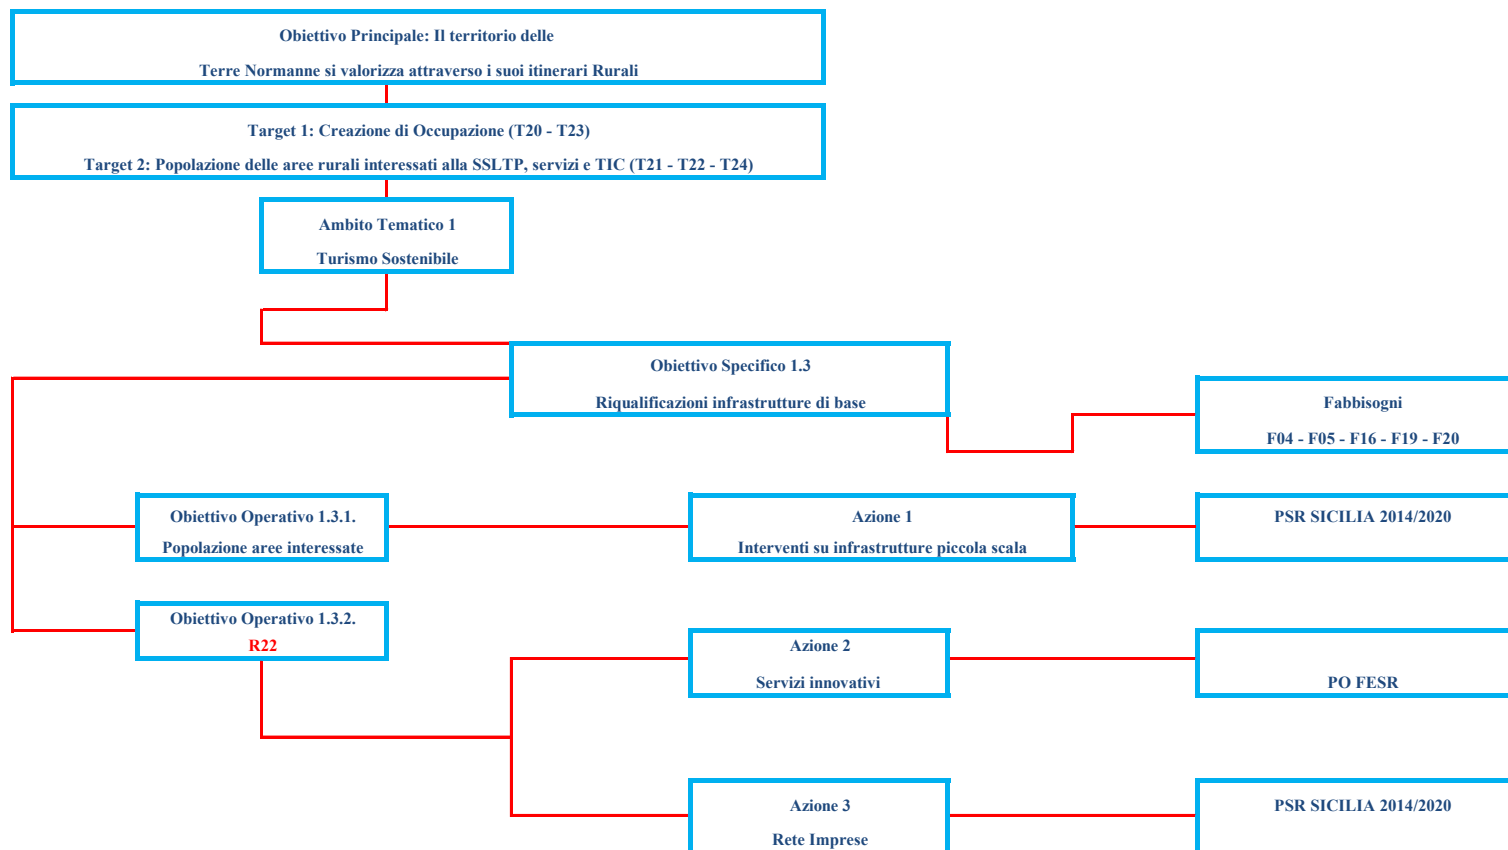 Obiettivo Principale: Il territorio delle
Terre Normanne si valorizza attraverso i suoi itinerari Rurali
Target 1: Creazione di Occupazione (T20 - T23)
Target 2: Popolazione delle aree rurali interessati alla SSLTP, servizi e TIC (T21 - T22 - T24)
Ambito Tematico 1
Turismo Sostenibile
Obiettivo Specifico 1.3
Riqualificazioni infrastrutture di base
Fabbisogni
F04 - F05 - F16 - F19 - F20
Obiettivo Operativo 1.3.1.
Popolazione aree interessate
Azione 1
Interventi su infrastrutture piccola scala
PSR SICILIA 2014/2020
Obiettivo Operativo 1.3.2.
R22
Azione 2
Servizi innovativi
PO FESR
Azione 3
Rete Imprese
PSR SICILIA 2014/2020